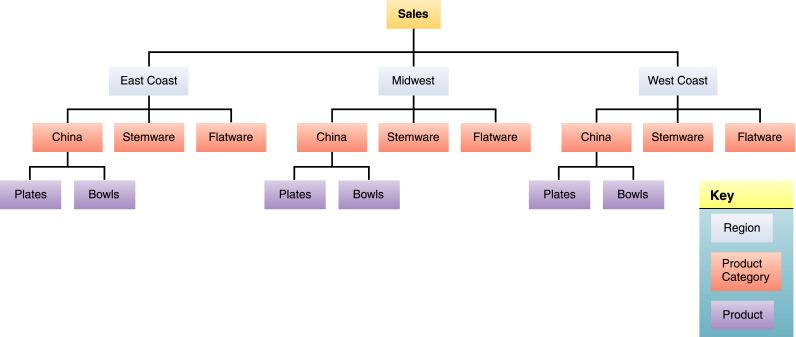 Sales
East Coast
Midwest
West Coast
China
Stemware
Flatware
China
Stemware
Flatware
China
Stemware
Flatware
Plates
Bowls
Plates
Bowls
Plates
Bowls
Key
Region
Product
Category
Product